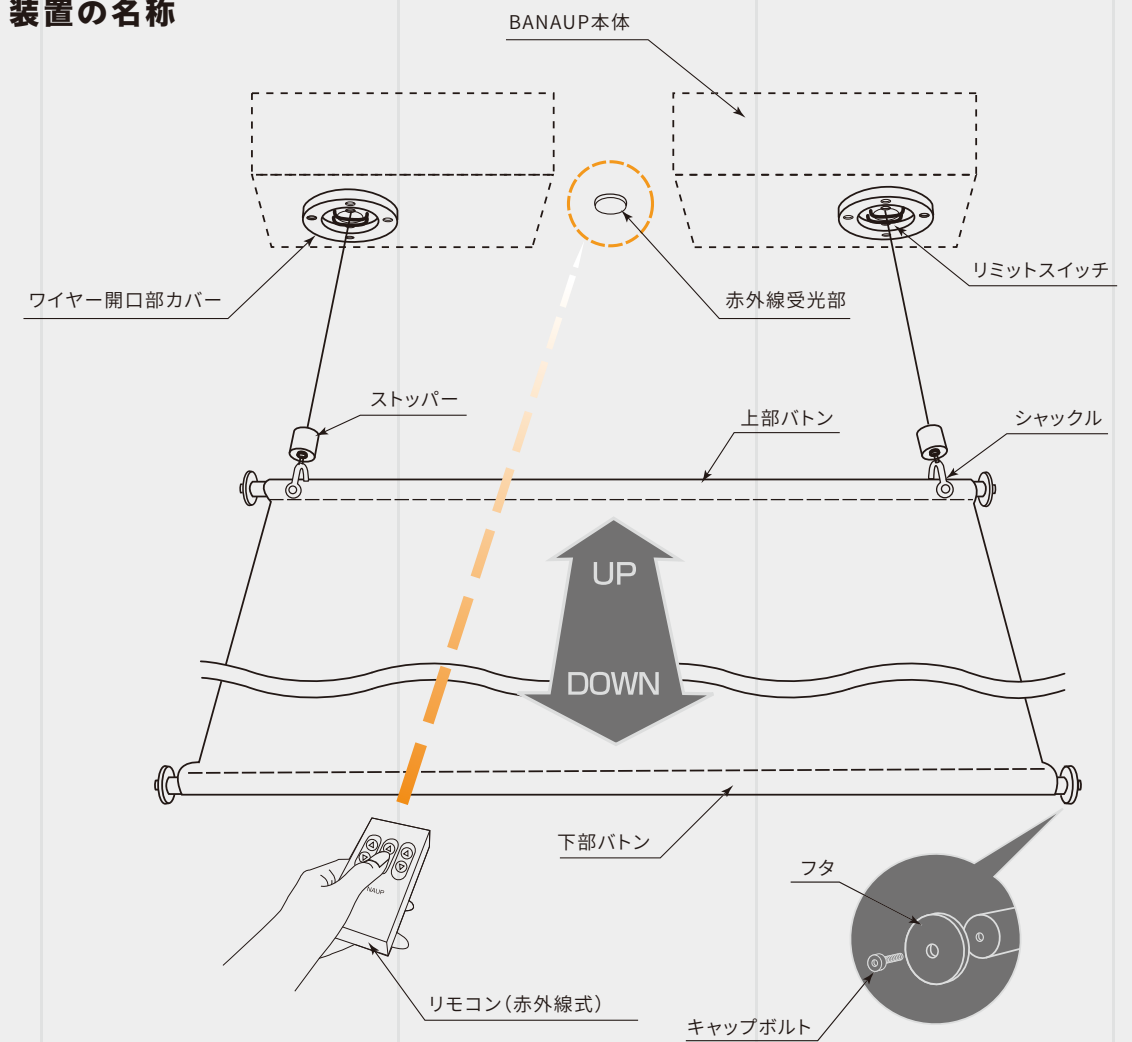 装置の名称
BANAUP本体
リミットスイッチ
ワイヤー開口部カバー
赤外線受光部
ストッパー
上部バトン
シャックル
UP
DOWN
下部バトン
フタ
NAUP
リモコン(赤外線式)
キャップボルト